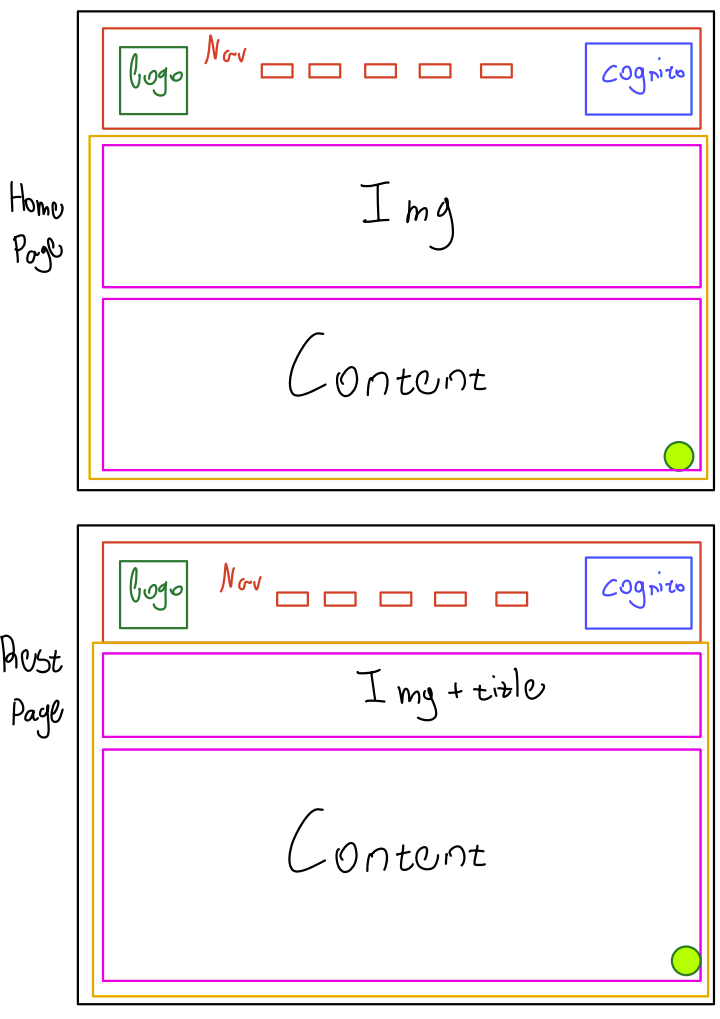 Nav
Logo
Cognito
Home
Page
Img
Content
Nav
Logo
Cognito
Rest
Page
Img + title
Content